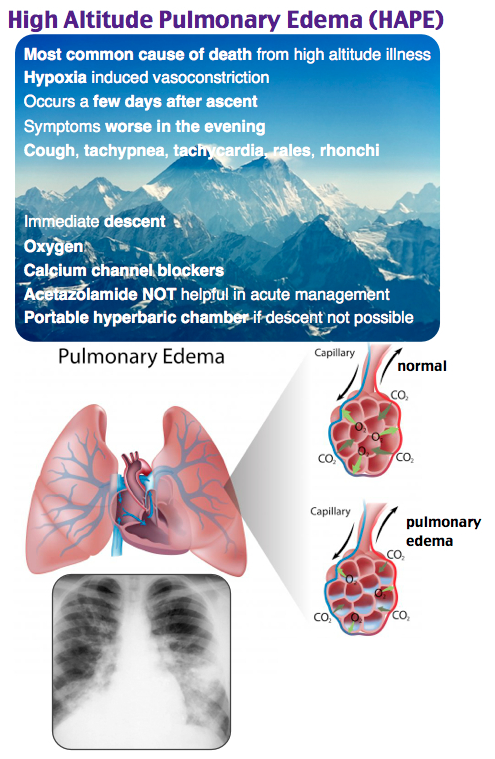 High Altitude Pulmonary Edema (HAPE)
Most common cause of death from high altitude illness
Hypoxia induced vasoconstriction
Occurs a few days after ascent
Symptoms worse in the evening
Cough, tachypnea, tachycardia, rales, rhonchi
Immediate descent
Oxygen
Calcium channel blockers
Acetazolamide NOT helpful in acute management
Portable hyperbaric chamber if descent not possible
Pulmonary Edema
Capillary
normal
CO₂
O₂
O₂
O₂
CO₂
CO₂
Capillary
pulmonary
edema
CO₂
O₂
O₂
O₂
CO₂
CO₂